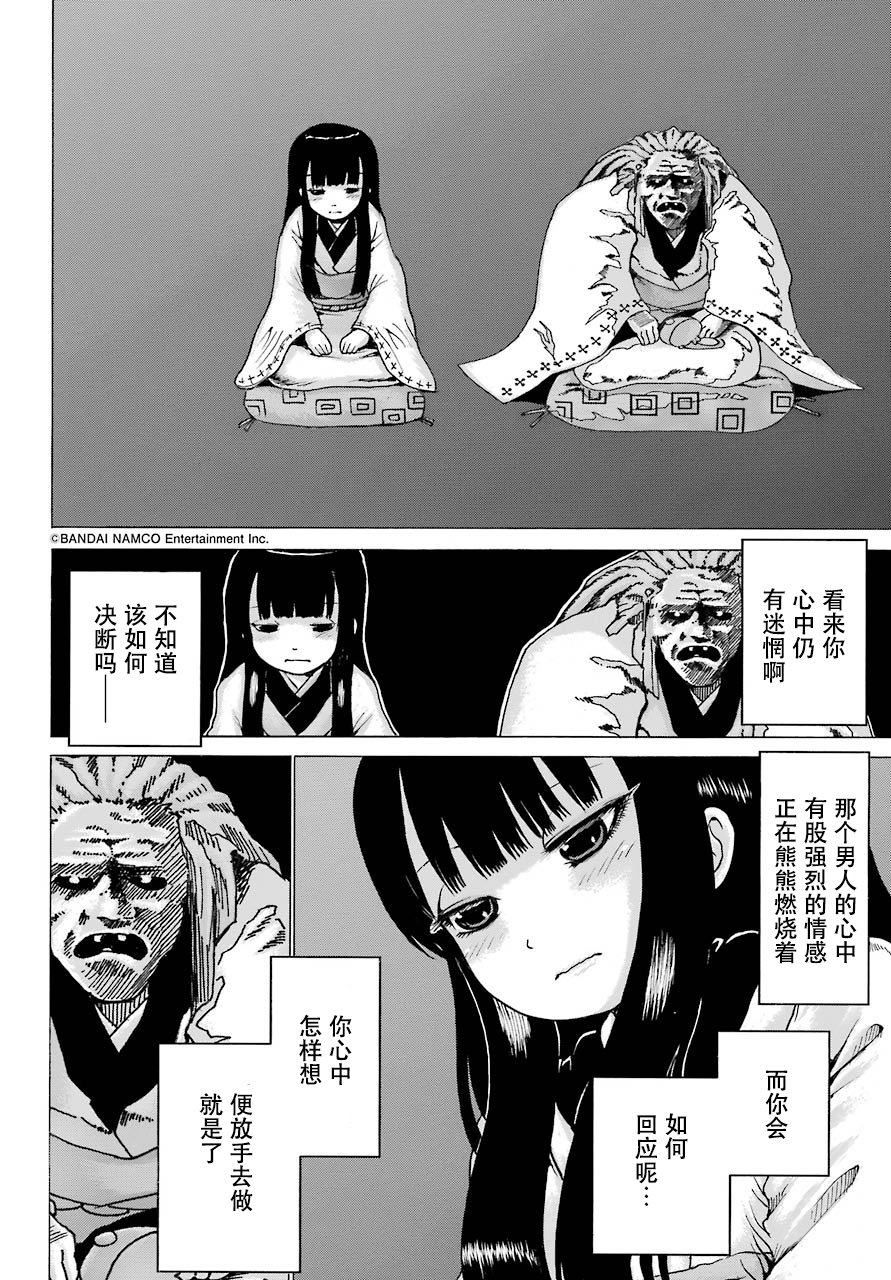 ©BANDAI NAMCO Entertainment Inc.
看来你
心中仍
有迷惘啊
不知道
该如何
决断吗——
那个男人的心中
有股强烈的情感
正在熊熊燃烧着
而你会
如何
回应呢…
你心中
怎样想
便放手去做
就是了